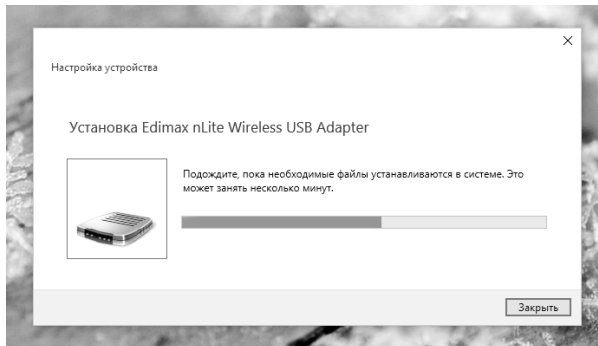 Настройка устройства
Установка Edimax nLite Wireless USB Adapter
Подождите, пока необходимые файлы устанавливаются в системе. Это
может занять несколько минут.
Закрыть